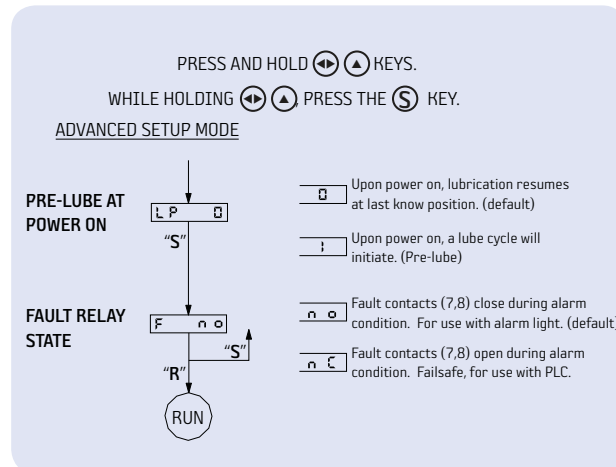 PRESS AND HOLD KEYS.
WHILE HOLDING , PRESS THE S KEY.
ADVANCED SETUP MODE
PRE-LUBE AT
POWER ON
LP 0
"S"
0 Upon power on, lubrication resumes
at last know position. (default)
1 Upon power on, a lube cycle will
initiate. (Pre-lube)
FAULT RELAY
STATE
F no
"S"
"R"
RUN
no Fault contacts (7,8) close during alarm
condition. For use with alarm light. (default)
nC Fault contacts (7,8) open during alarm
condition. Failsafe, for use with PLC.